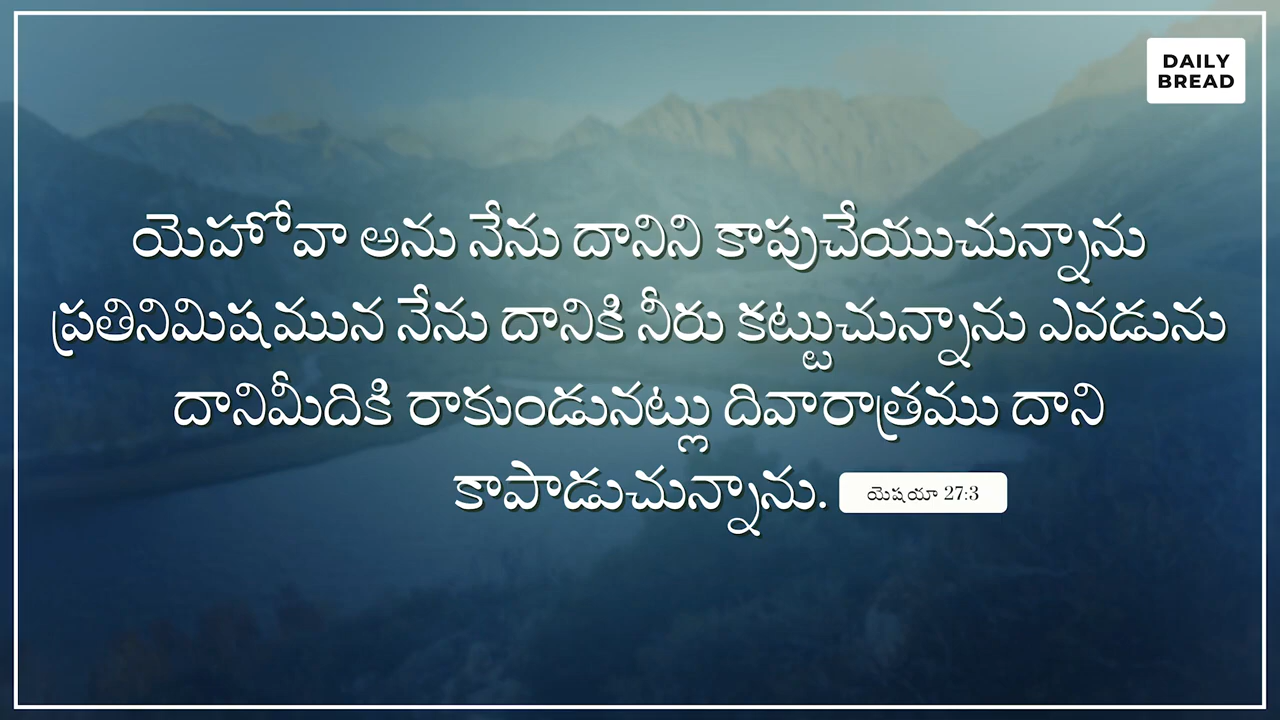 DAILY
BREAD
యెహోవా అను నేను దానిని కాపుచేయుచున్నాను
ప్రతినిమిషమున నేను దానికి నీరు కట్టుచున్నాను ఎవడును
దానిమీదికి రాకుండునట్లు దివారాత్రము దాని
కాపాడుచున్నాను. యెషయా 27:3